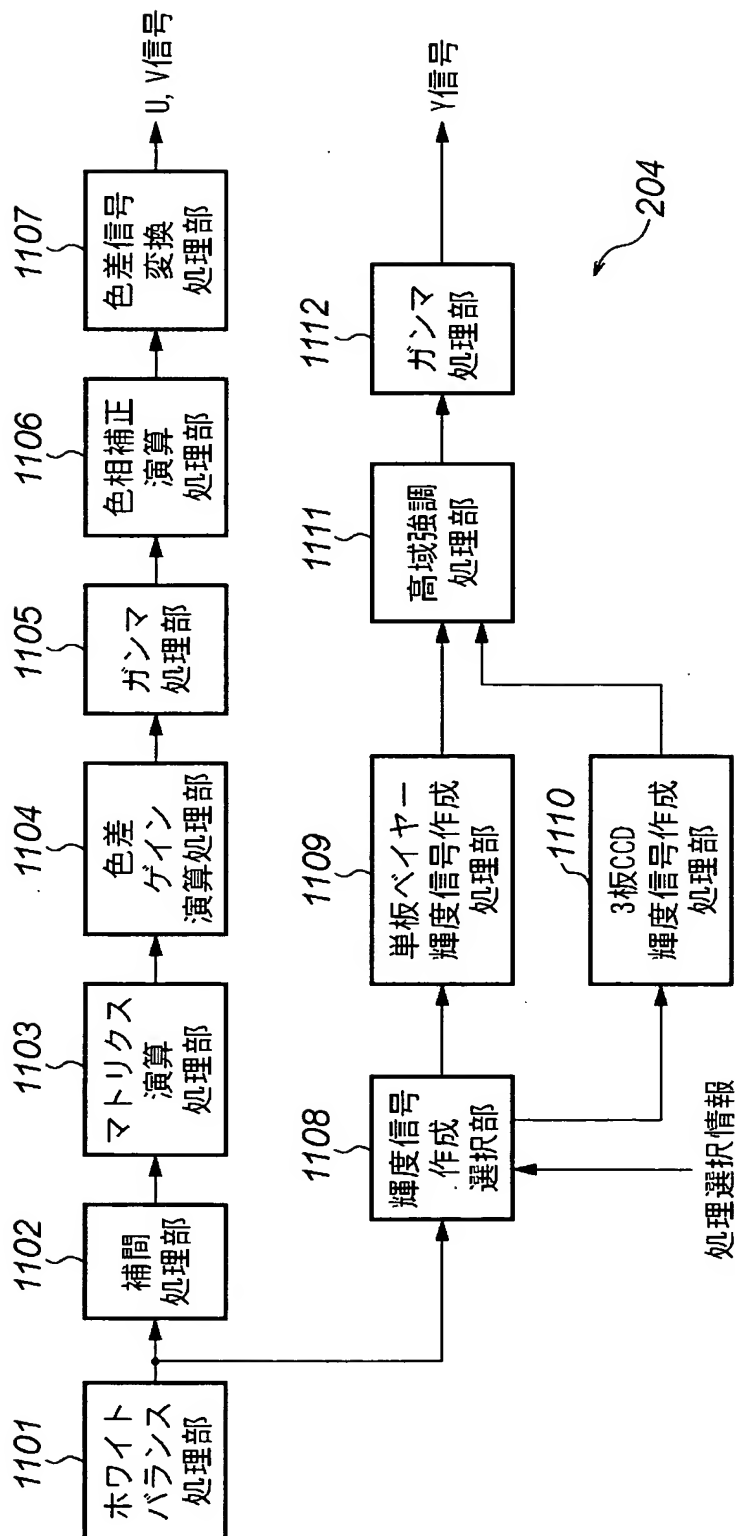 1101
ホワイト
バランス
処理部
1102
補間
処理部
1103
マトリクス
演算
処理部
1104
色差
ゲイン
演算処理部
1105
ガンマ
処理部
1106
色相補正
演算
処理部
1107
色差信号
変換
処理部
U, V信号
1108
輝度信号
作成
選択部
処理選択情報
1109
単板ベイヤー
輝度信号作成
処理部
1110
3板CCD
輝度信号作成
処理部
1111
高域強調
処理部
1112
ガンマ
処理部
Y信号
204